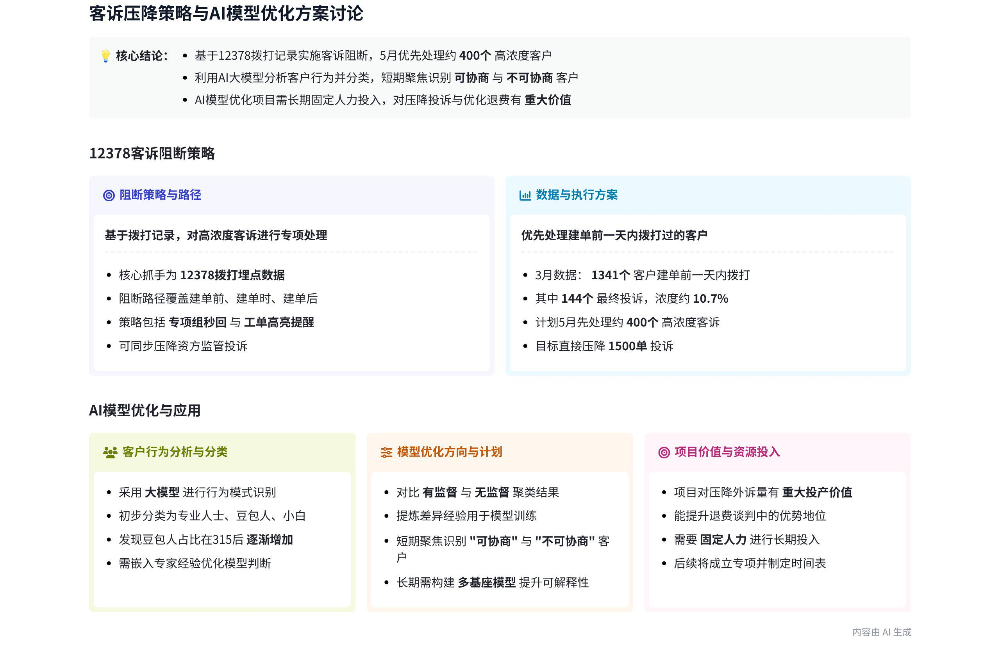 客诉压降策略与AI模型优化方案讨论
💡 核心结论：
• 基于12378拨打记录实施客诉阻断，5月优先处理约 400个 高浓度客户
• 利用AI大模型分析客户行为并分类，短期聚焦识别 可协商 与 不可协商 客户
• AI模型优化项目需长期固定人力投入，对压降投诉与优化退费有 重大价值
12378客诉阻断策略
阻断策略与路径
基于拨打记录，对高浓度客诉进行专项处理
• 核心抓手为 12378拨打埋点数据
• 阻断路径覆盖建单前、建单时、建单后
• 策略包括 专项组秒回 与 工单高亮提醒
• 可同步压降资方监管投诉
数据与执行方案
优先处理建单前一天内拨打过的客户
• 3月数据： 1341个 客户建单前一天内拨打
• 其中 144个 最终投诉，浓度约 10.7%
• 计划5月先处理约 400个 高浓度客诉
• 目标直接压降 1500单 投诉
AI模型优化与应用
客户行为分析与分类
• 采用 大模型 进行行为模式识别
• 初步分类为专业人士、豆包人、小白
• 发现豆包人占比在315后 逐渐增加
• 需嵌入专家经验优化模型判断
模型优化方向与计划
• 对比 有监督 与 无监督 聚类结果
• 提炼差异经验用于模型训练
• 短期聚焦识别 "可协商" 与 "不可协商" 客
户
• 长期需构建 多基座模型 提升可解释性
项目价值与资源投入
• 项目对压降外诉量有 重大投产价值
• 能提升退费谈判中的优势地位
• 需要 固定人力 进行长期投入
• 后续将成立专项并制定时间表
内容由 AI 生成